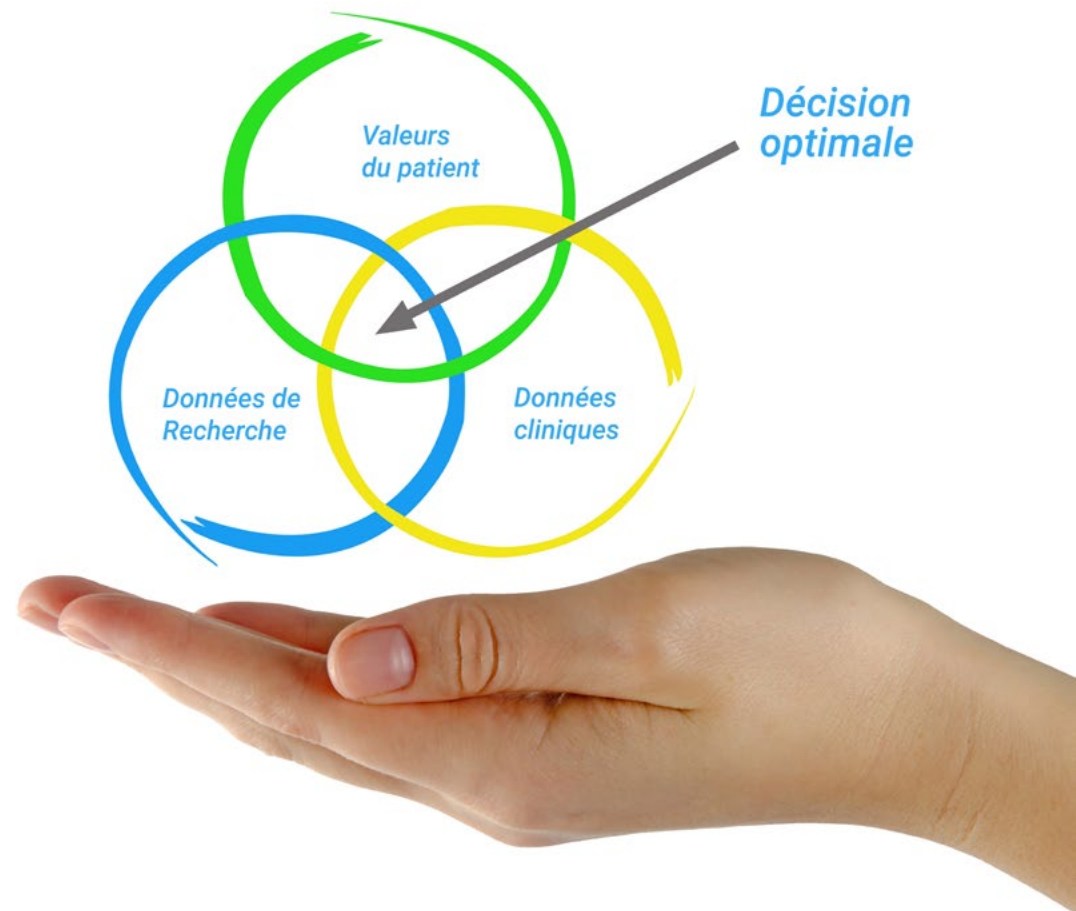 Valeurs
du patient
Décision
optimale
Données de
Recherche
Données
cliniques